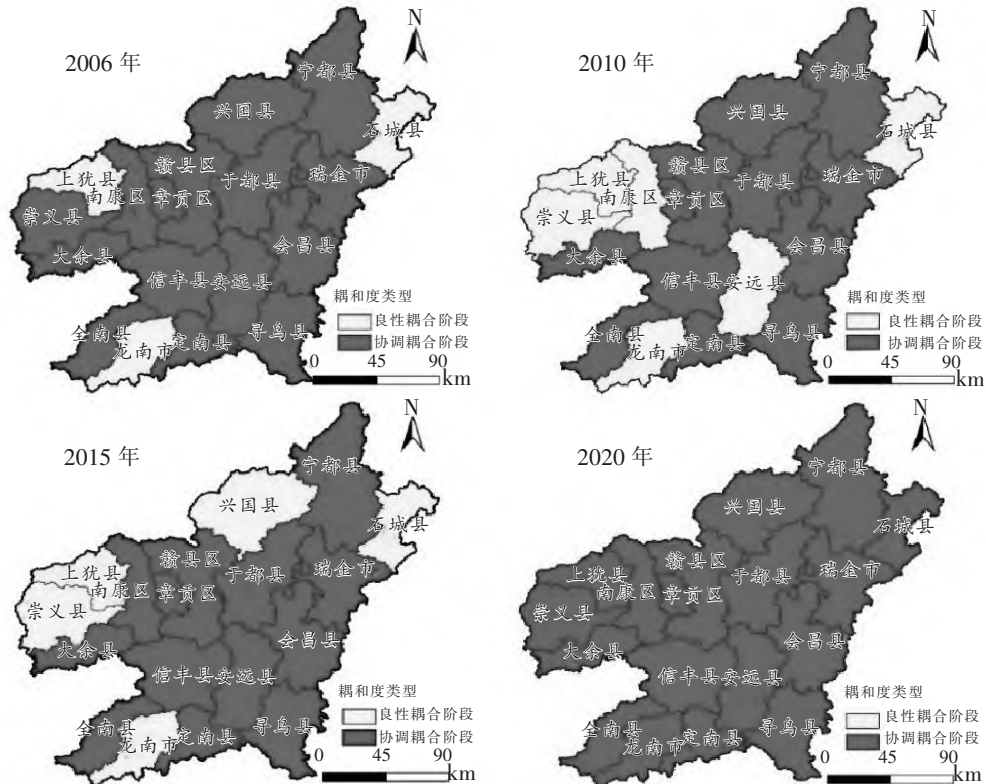 N
2006 年
宁都县
兴国县
石城县
赣县区
上犹县
于都县
瑞金市
南康区
章贡区
崇义县
会昌县
大余县
信丰县
安远县
耦和度类型
良性耦合阶段
协调耦合阶段
全南县
龙南市
定南县
寻乌县
0 45 90
km
N
2010 年
宁都县
兴国县
石城县
赣县区
上犹县
于都县
瑞金市
南康区
章贡区
崇义县
会昌县
大余县
信丰县
安远县
耦和度类型
良性耦合阶段
协调耦合阶段
全南县
龙南市
定南县
寻乌县
0 45 90
km
N
2015 年
宁都县
兴国县
石城县
赣县区
上犹县
于都县
瑞金市
南康区
章贡区
崇义县
会昌县
大余县
信丰县
安远县
耦和度类型
良性耦合阶段
协调耦合阶段
全南县
龙南市
定南县
寻乌县
0 45 90
km
N
2020 年
宁都县
兴国县
石城县
赣县区
上犹县
于都县
瑞金市
南康区
章贡区
崇义县
会昌县
大余县
信丰县
安远县
耦和度类型
良性耦合阶段
协调耦合阶段
全南县
龙南市
定南县
寻乌县
0 45 90
km